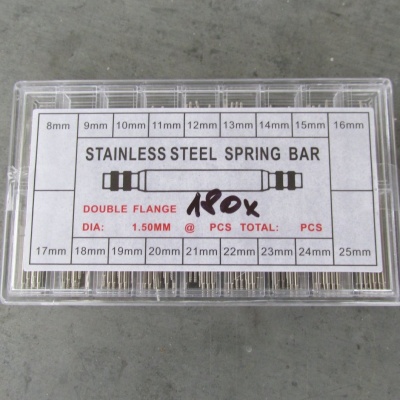 8mm 9mm 10mm 11mm 12mm 13mm 14mm 15mm 16mm
STAINLESS STEEL SPRING BAR
DOUBLE FLANGE 180x
DIA: 1.50MM @ PCS TOTAL: PCS
17mm 18mm 19mm 20mm 21mm 22mm 23mm 24mm 25mm